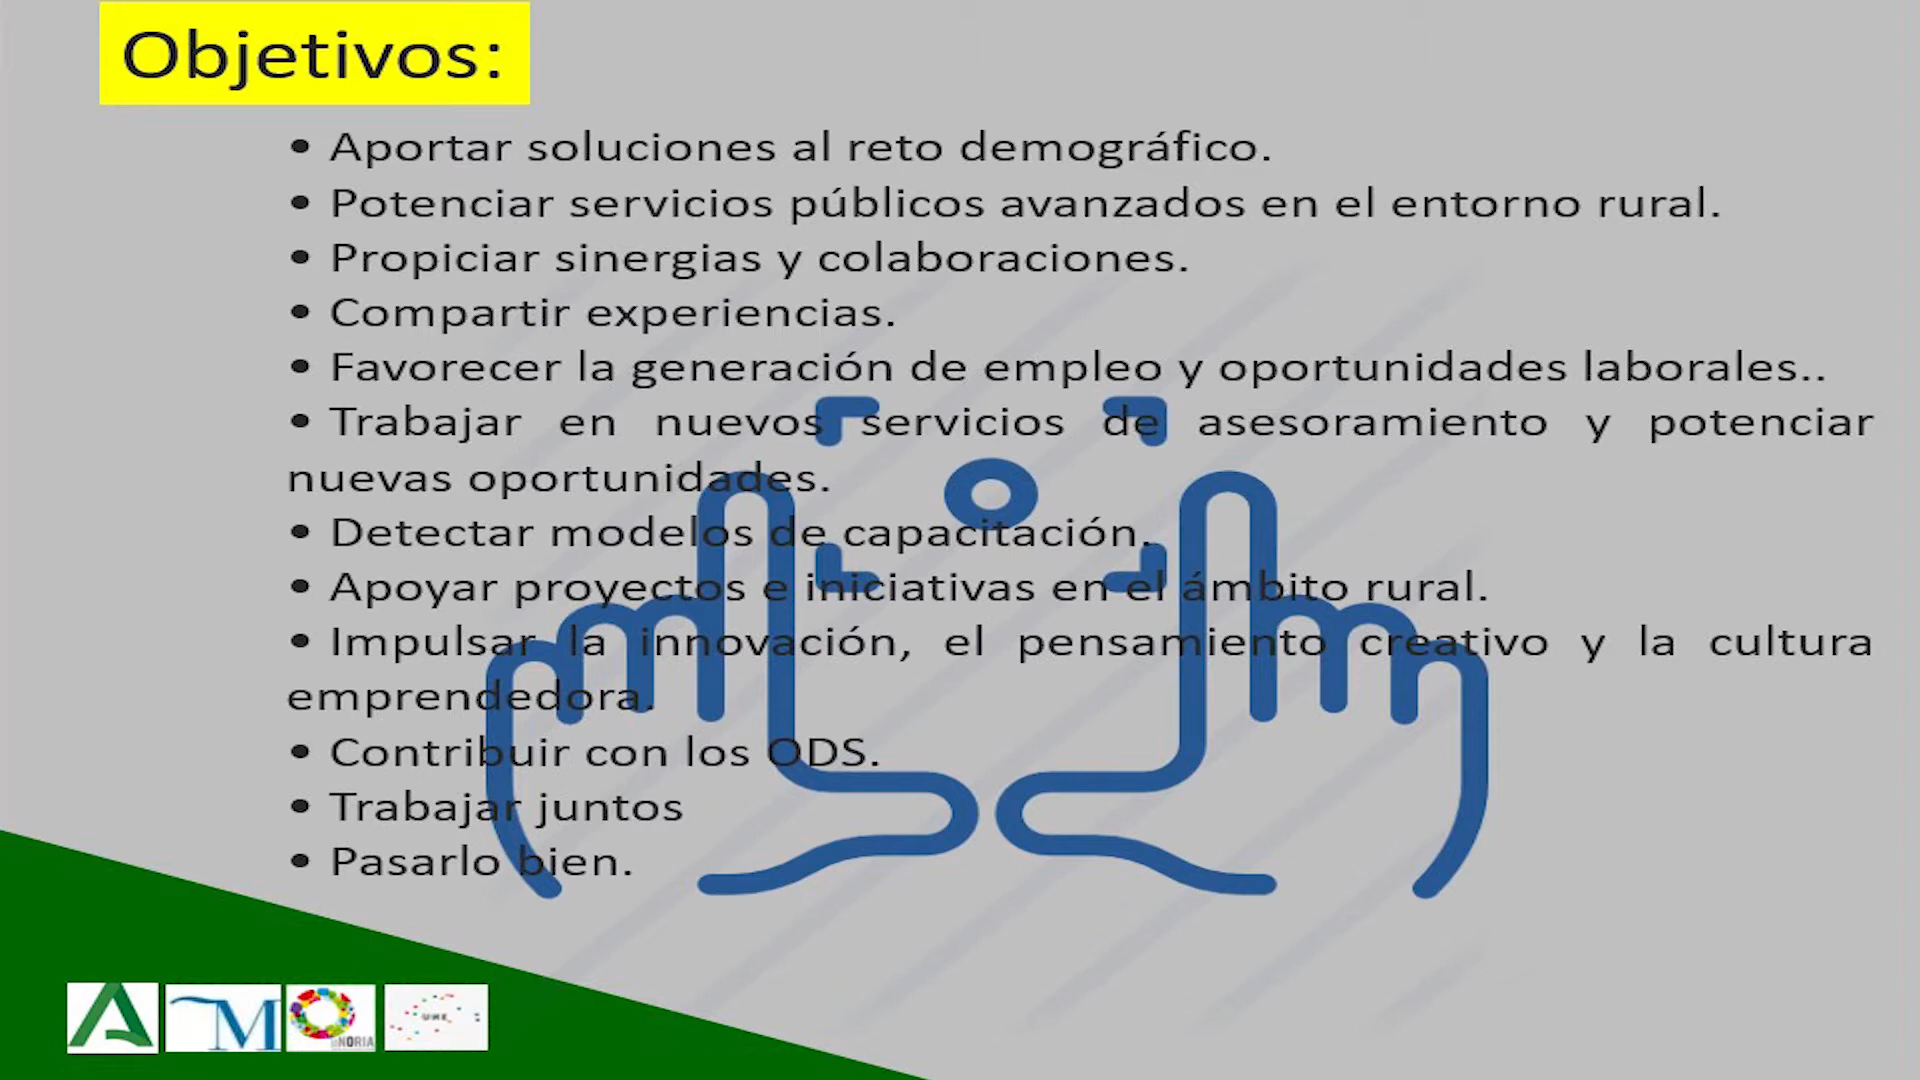 Objetivos:
• Aportar soluciones al reto demográfico.
• Potenciar servicios públicos avanzados en el entorno rural.
• Propiciar sinergias y colaboraciones.
• Compartir experiencias.
• Favorecer la generación de empleo y oportunidades laborales..
• Trabajar en nuevos servicios de asesoramiento y potenciar
nuevas oportunidades.
• Detectar modelos de capacitación.
• Apoyar proyectos e iniciativas en el ámbito rural.
• Impulsar la innovación, el pensamiento creativo y la cultura
emprendedora.
• Contribuir con los ODS.
• Trabajar juntos
• Pasarlo bien.
M